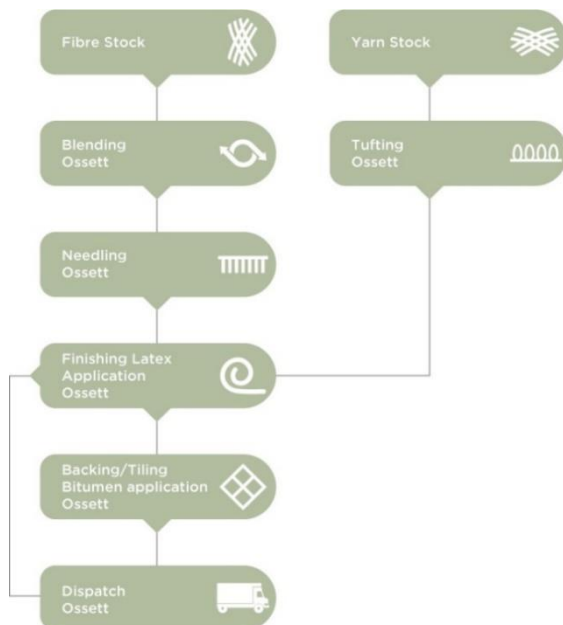 Fibre Stock
Yarn Stock
Blending
Ossett
Tufting
Ossett
Needling
Ossett
Finishing Latex
Application
Ossett
Backing/Tiling
Bitumen application
Ossett
Dispatch
Ossett